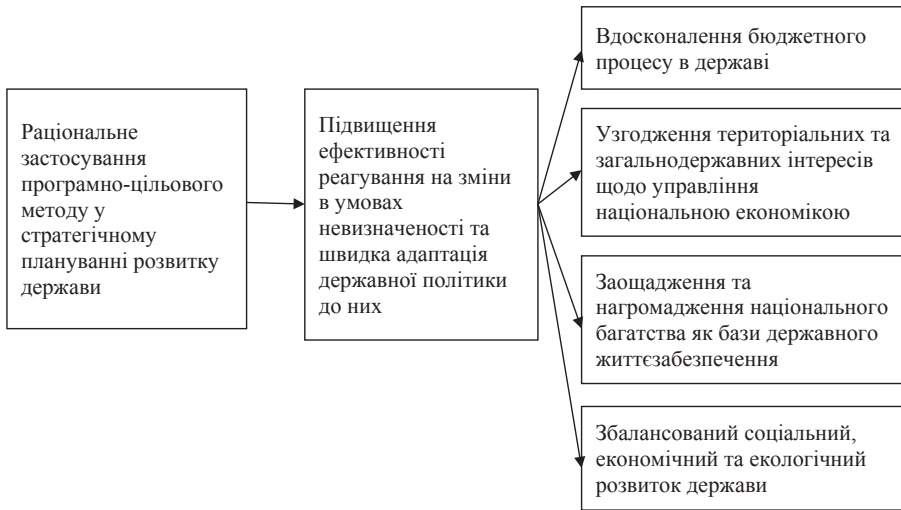 Раціональне
застосування
програмно-цільового
методу у
стратегічному
плануванні розвитку
держави
Підвищення
ефективності
реагування на зміни
в умовах
невизначеності та
швидка адаптація
державної політики
до них
Вдосконалення бюджетного
процесу в державі
Узгодження територіальних та
загальнодержавних інтересів
щодо управління
національною економікою
Заощадження та
нагромадження національного
багатства як бази державного
життєзабезпечення
Збалансований соціальний,
економічний та екологічний
розвиток держави